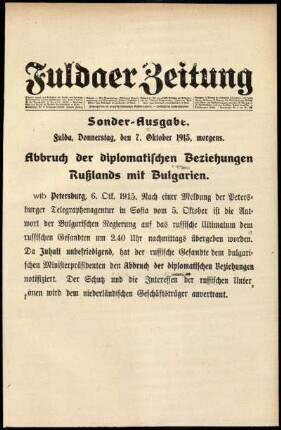 Fuldaer Zeitung
Sonder-Ausgabe.
Fulda, Donnerstag, den 7. Oktober 1915, morgens.
Abbruch der diplomatischen Beziehungen
Rußlands mit Bulgarien.
wtb Petersburg, 6. Okt. 1915. Nach einer Meldung der Peters-
burger Telegraphenagentur in Sofia vom 5. Oktober ist die Ant-
wort der Bulgarischen Regierung auf das russische Ultimatum dem
russischen Gesandten um 2.40 Uhr nachmittags übergeben worden.
Da Inhalt unbefriedigend, hat der russische Gesandte dem bulgari-
schen Ministerpräsidenten den Abbruch der diplomatischen Beziehungen
notifiziert. Der Schutz und die Interessen der russischen Unter
anen wird dem niederländischen Geschäftsträger anvertraut.